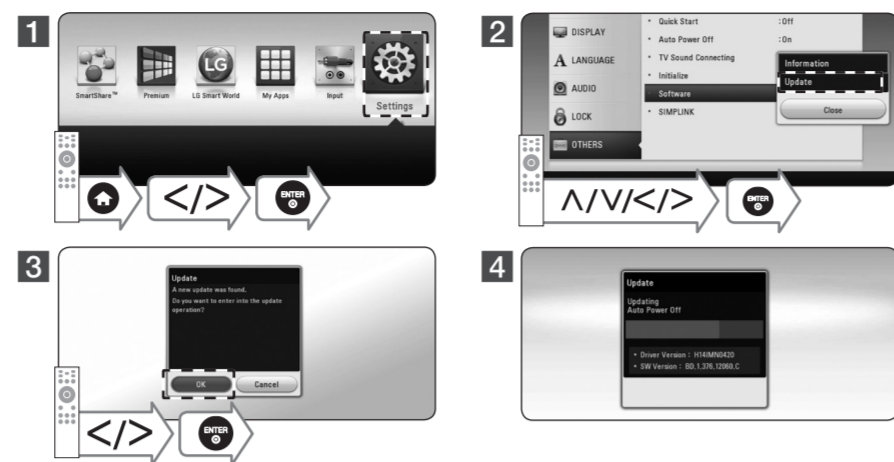 1
SmartShare™
Premium
LG
LG Smart World
My Apps
Input
Settings
</>
ENTER
2
DISPLAY
LANGUAGE
AUDIO
LOCK
OTHERS
• Quick Start :Off
• Auto Power Off :On
• TV Sound Connecting
• Initialize
Software
• SIMPLINK
Information
Update
Close
Λ/V/</>
ENTER
3
Update
A new update was found.
Do you want to enter into the update
operation?
OK Cancel
</>
ENTER
4
Update
Updating
Auto Power Off
• Driver Version : H14IMN0420
• SW Version : BD.1.376.12060.C